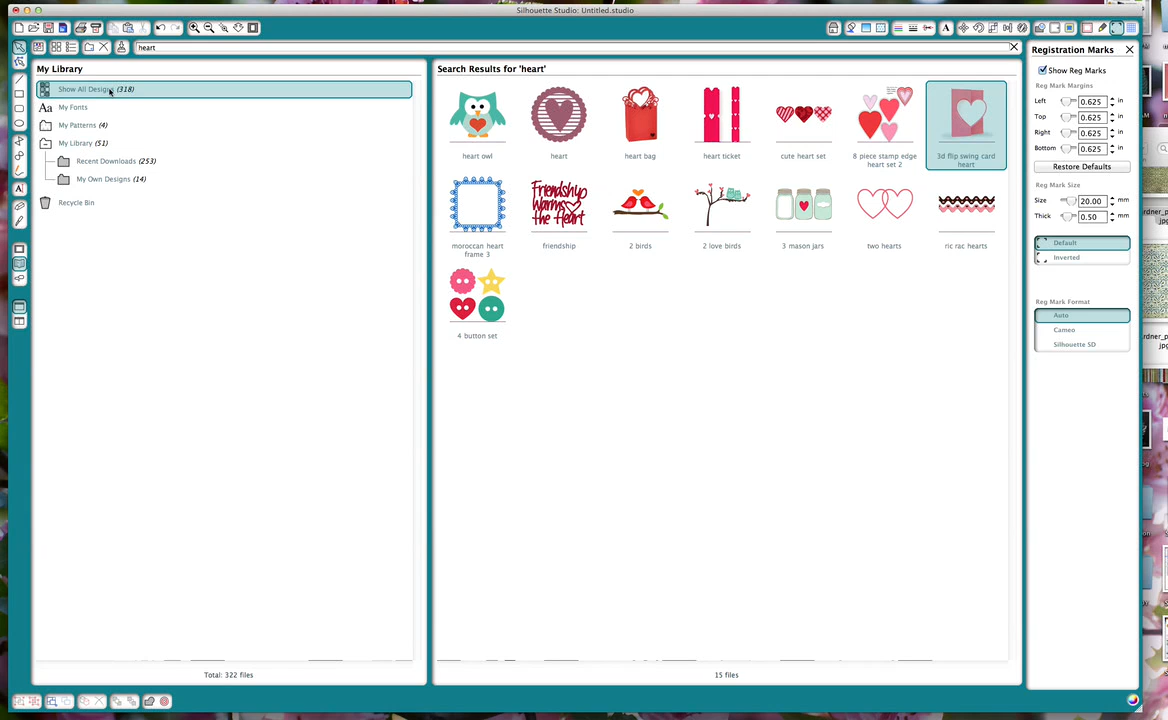 Silhouette Studio: Untitled.studio
heart
My Library
Show All Designs (318)
My Fonts
My Patterns (4)
My Library (51)
Recent Downloads (253)
My Own Designs (14)
Recycle Bin
Total: 322 files
Search Results for 'heart'
heart owl
heart
heart bag
heart ticket
cute heart set
8 piece stamp edge
heart set 2
3d flip swing card
heart
Friendship
Warms
the Heart
moroccan heart
frame 3
friendship
2 birds
2 love birds
3 mason jars
two hearts
ric rac hearts
4 button set
15 files
Registration Marks
Show Reg Marks
Reg Mark Margins
Left 0.625 in
Top 0.625 in
Right 0.625 in
Bottom 0.625 in
Restore Defaults
Reg Mark Size
Size 20.00 mm
Thick 0.50 mm
Default
Inverted
Reg Mark Format
Auto
Cameo
Silhouette SD